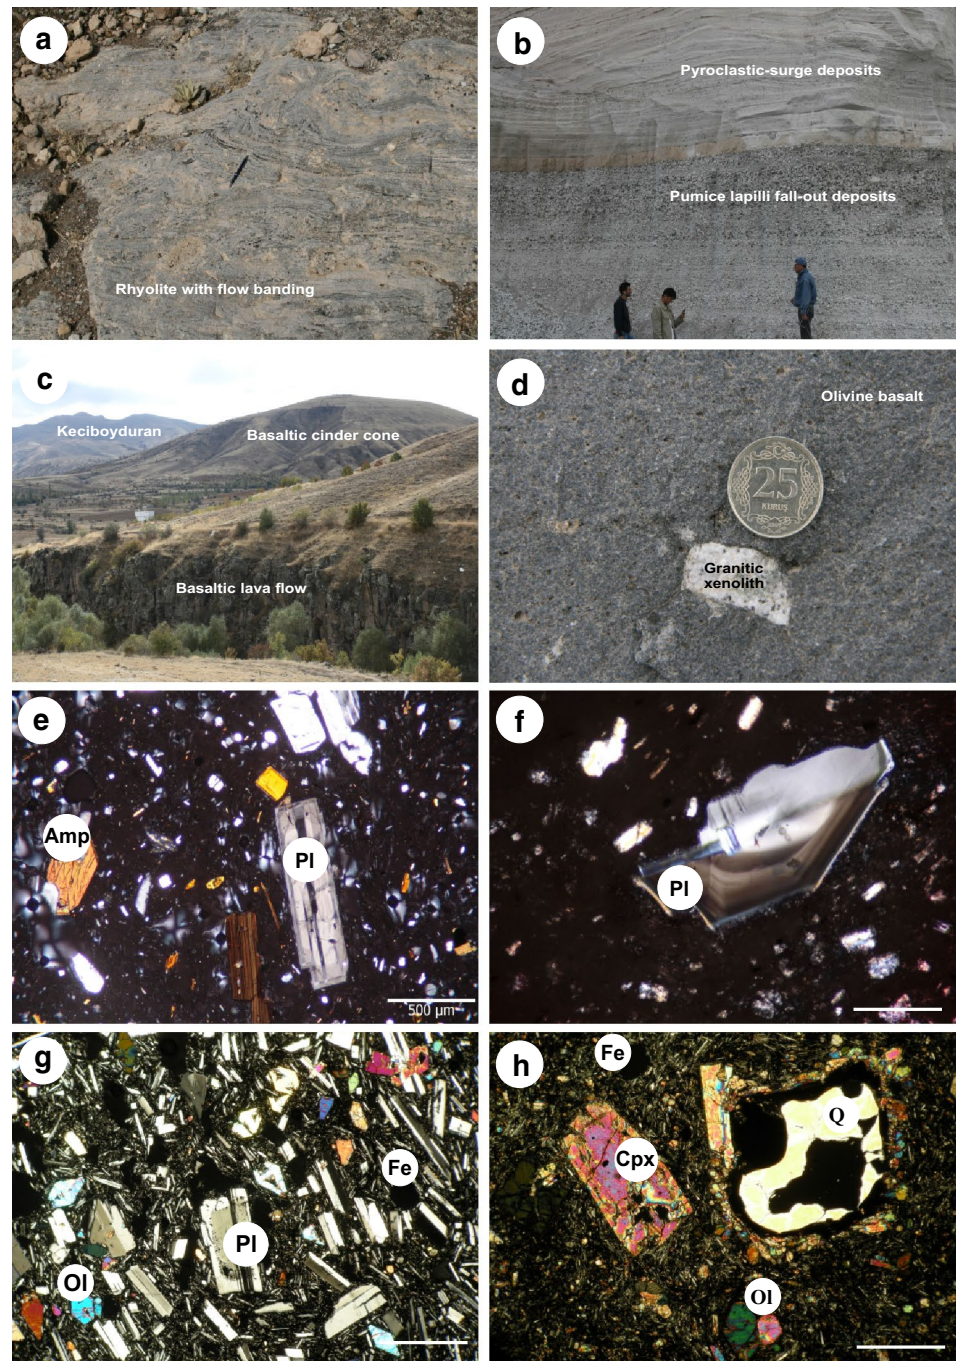 a
Rhyolite with flow banding
b
Pyroclastic-surge deposits
Pumice lapilli fall-out deposits
c
Keciboyduran
Basaltic cinder cone
Basaltic lava flow
d
Olivine basalt
25
KURUŞ
Granitic
xenolith
e
Amp
Pl
500 µm
f
Pl
g
Fe
Pl
Ol
h
Fe
Q
Cpx
Ol